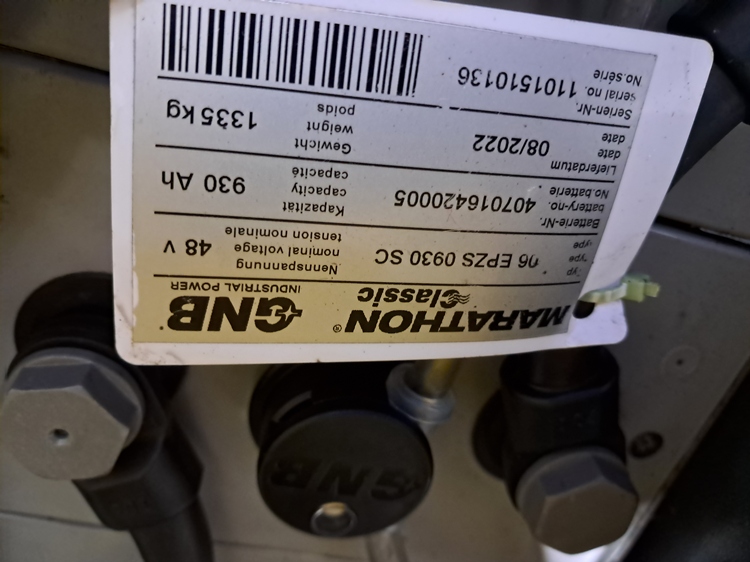 MARATHON® Classic
GNB
INDUSTRIAL POWER
Typ
type
type
06 EPZS 0930 SC
Nennspannung
nominal voltage
tension nominale
48 V
Batterie-Nr.
battery-no.
No.batterie
407016420005
Kapazität
capacity
capacité
930 Ah
Lieferdatum
date
date
08/2022
Gewicht
weight
poids
1335 kg
Serien-Nr.
serial no.
No.série
1101510136
GNB